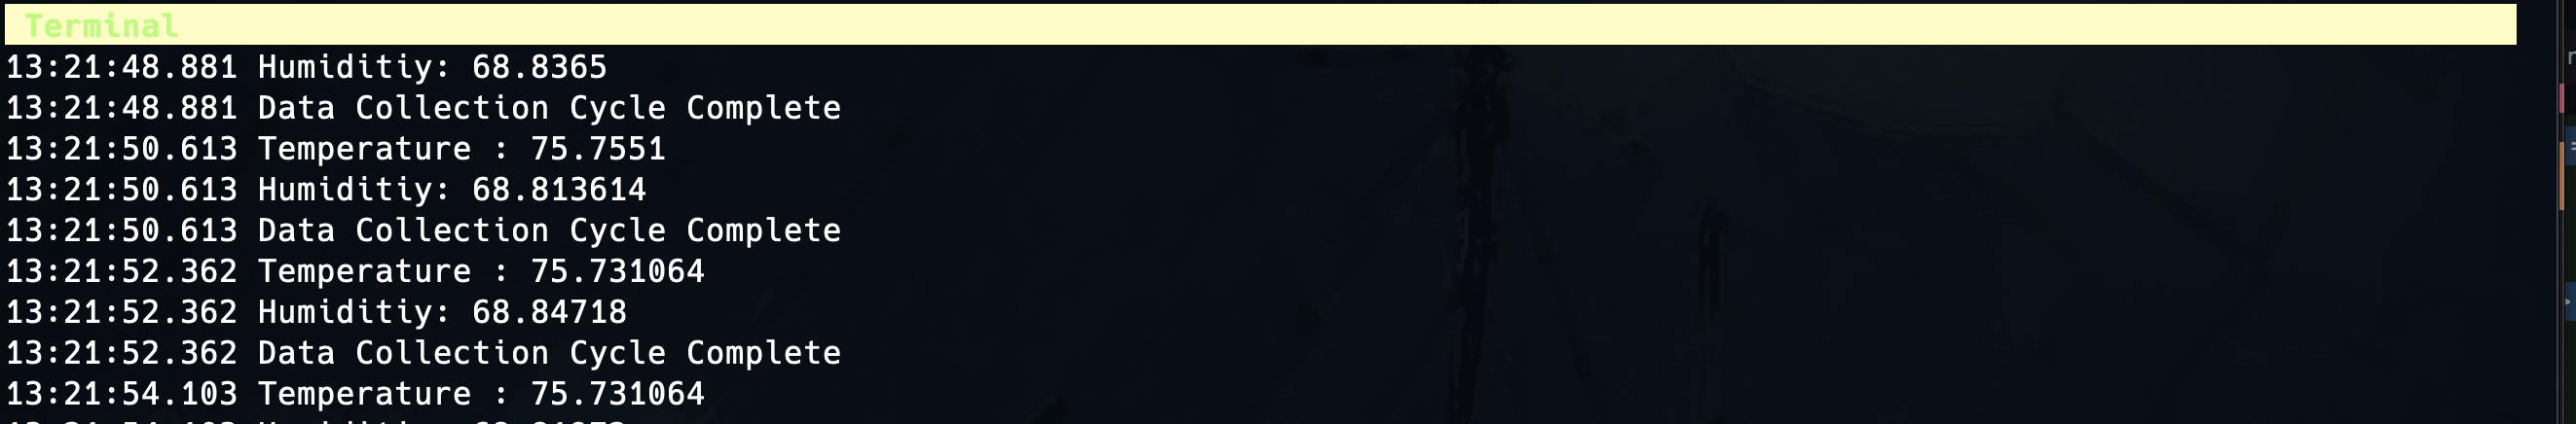 Terminal
13:21:48.881 Humiditiy: 68.8365
13:21:48.881 Data Collection Cycle Complete
13:21:50.613 Temperature : 75.7551
13:21:50.613 Humiditiy: 68.813614
13:21:50.613 Data Collection Cycle Complete
13:21:52.362 Temperature : 75.731064
13:21:52.362 Humiditiy: 68.84718
13:21:52.362 Data Collection Cycle Complete
13:21:54.103 Temperature : 75.731064